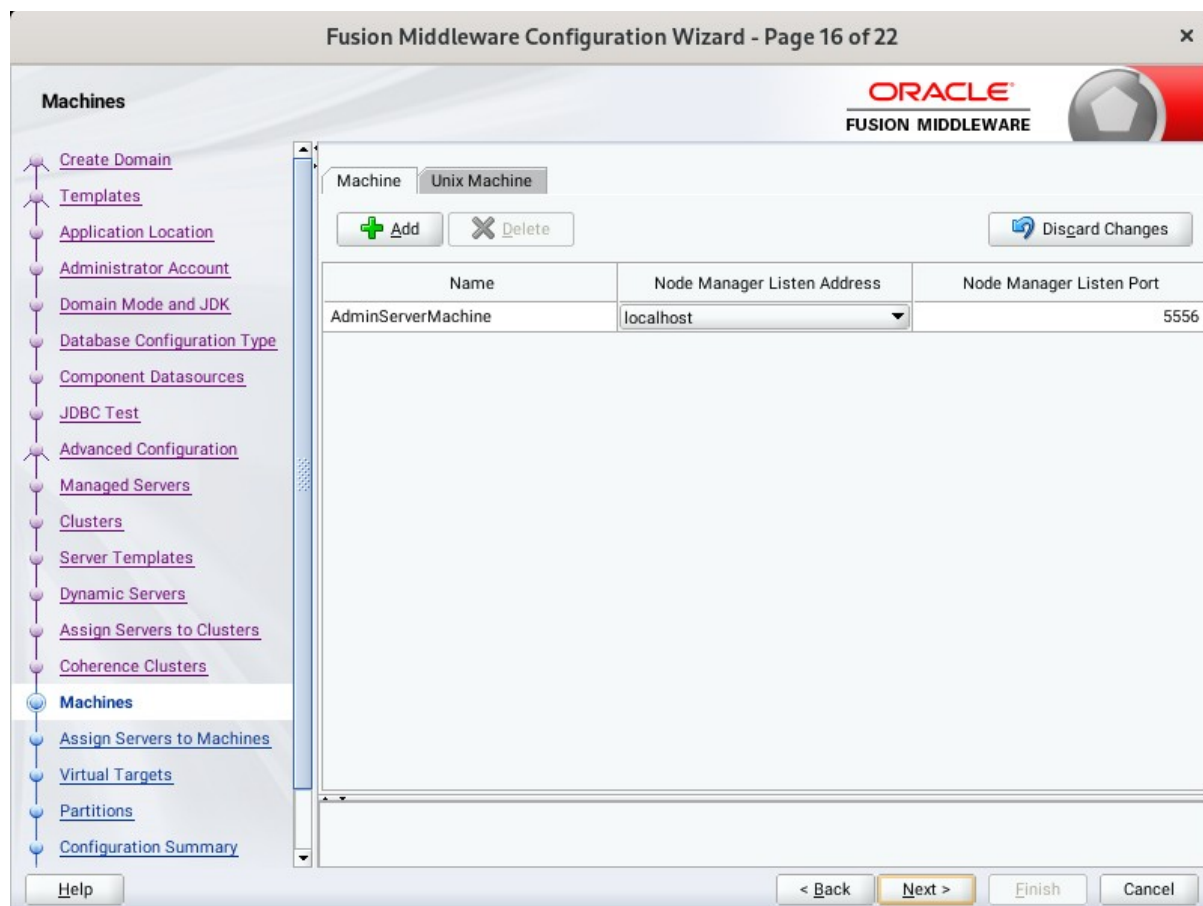 Fusion Middleware Configuration Wizard - Page 16 of 22
Machines
ORACLE
FUSION MIDDLEWARE
Create Domain
Templates
Application Location
Administrator Account
Domain Mode and JDK
Database Configuration Type
Component Datasources
JDBC Test
Advanced Configuration
Managed Servers
Clusters
Server Templates
Dynamic Servers
Assign Servers to Clusters
Coherence Clusters
Machines
Assign Servers to Machines
Virtual Targets
Partitions
Configuration Summary
Machine Unix Machine
Add Delete Discard Changes
Name Node Manager Listen Address Node Manager Listen Port
AdminServerMachine localhost 5556
Help < Back Next > Finish Cancel